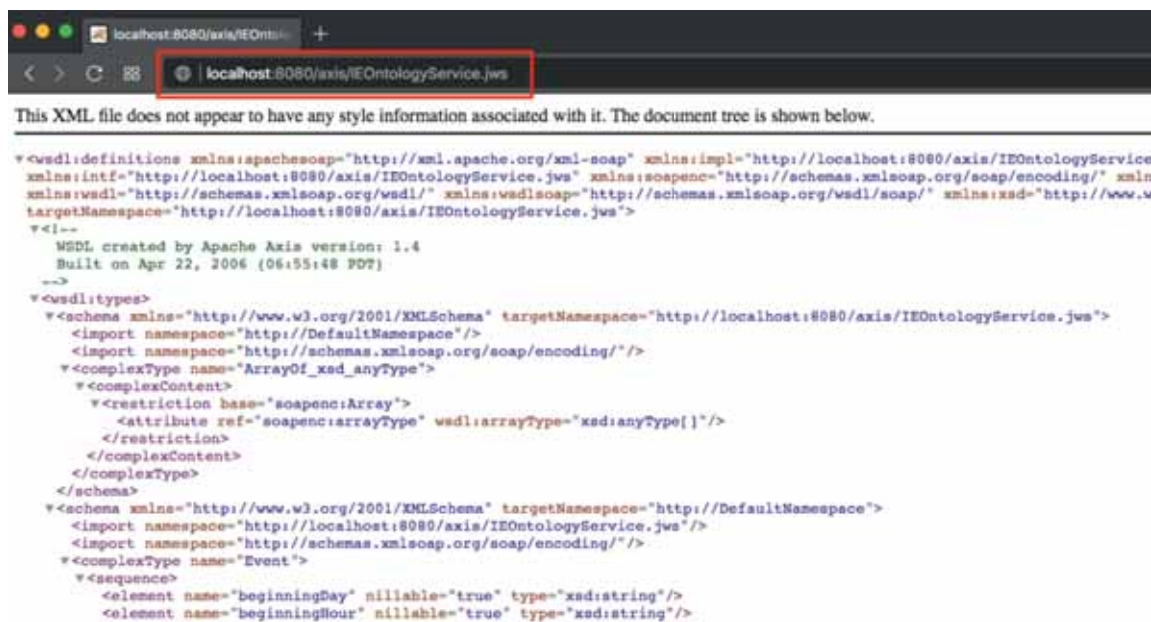 localhost:8080/axis/IEOntolo
localhost:8080/axis/IEOntologyService.jws
This XML file does not appear to have any style information associated with it. The document tree is shown below.
▼<wsdl:definitions xmlns:apachesoap="http://xml.apache.org/xml-soap" xmlns:impl="http://localhost:8080/axis/IEOntologyService
xmlns:intf="http://localhost:8080/axis/IEOntologyService.jws" xmlns:soapenc="http://schemas.xmlsoap.org/soap/encoding/" xmln
xmlns:wsdl="http://schemas.xmlsoap.org/wsdl/" xmlns:wsdlsoap="http://schemas.xmlsoap.org/wsdl/soap/" xmlns:xsd="http://www.w
targetNamespace="http://localhost:8080/axis/IEOntologyService.jws">
▼<!--
WSDL created by Apache Axis version: 1.4
Built on Apr 22, 2006 (06:55:48 PDT)
-->
▼<wsdl:types>
▼<schema xmlns="http://www.w3.org/2001/XMLSchema" targetNamespace="http://localhost:8080/axis/IEOntologyService.jws">
<import namespace="http://DefaultNamespace"/>
<import namespace="http://schemas.xmlsoap.org/soap/encoding/"/>
▼<complexType name="ArrayOf_xsd_anyType">
▼<complexContent>
▼<restriction base="soapenc:Array">
<attribute ref="soapenc:arrayType" wsdl:arrayType="xsd:anyType[]"/>
</restriction>
</complexContent>
</complexType>
</schema>
▼<schema xmlns="http://www.w3.org/2001/XMLSchema" targetNamespace="http://DefaultNamespace">
<import namespace="http://localhost:8080/axis/IEOntologyService.jws"/>
<import namespace="http://schemas.xmlsoap.org/soap/encoding/"/>
▼<complexType name="Event">
▼<sequence>
<element name="beginningDay" nillable="true" type="xsd:string"/>
<element name="beginningHour" nillable="true" type="xsd:string"/>